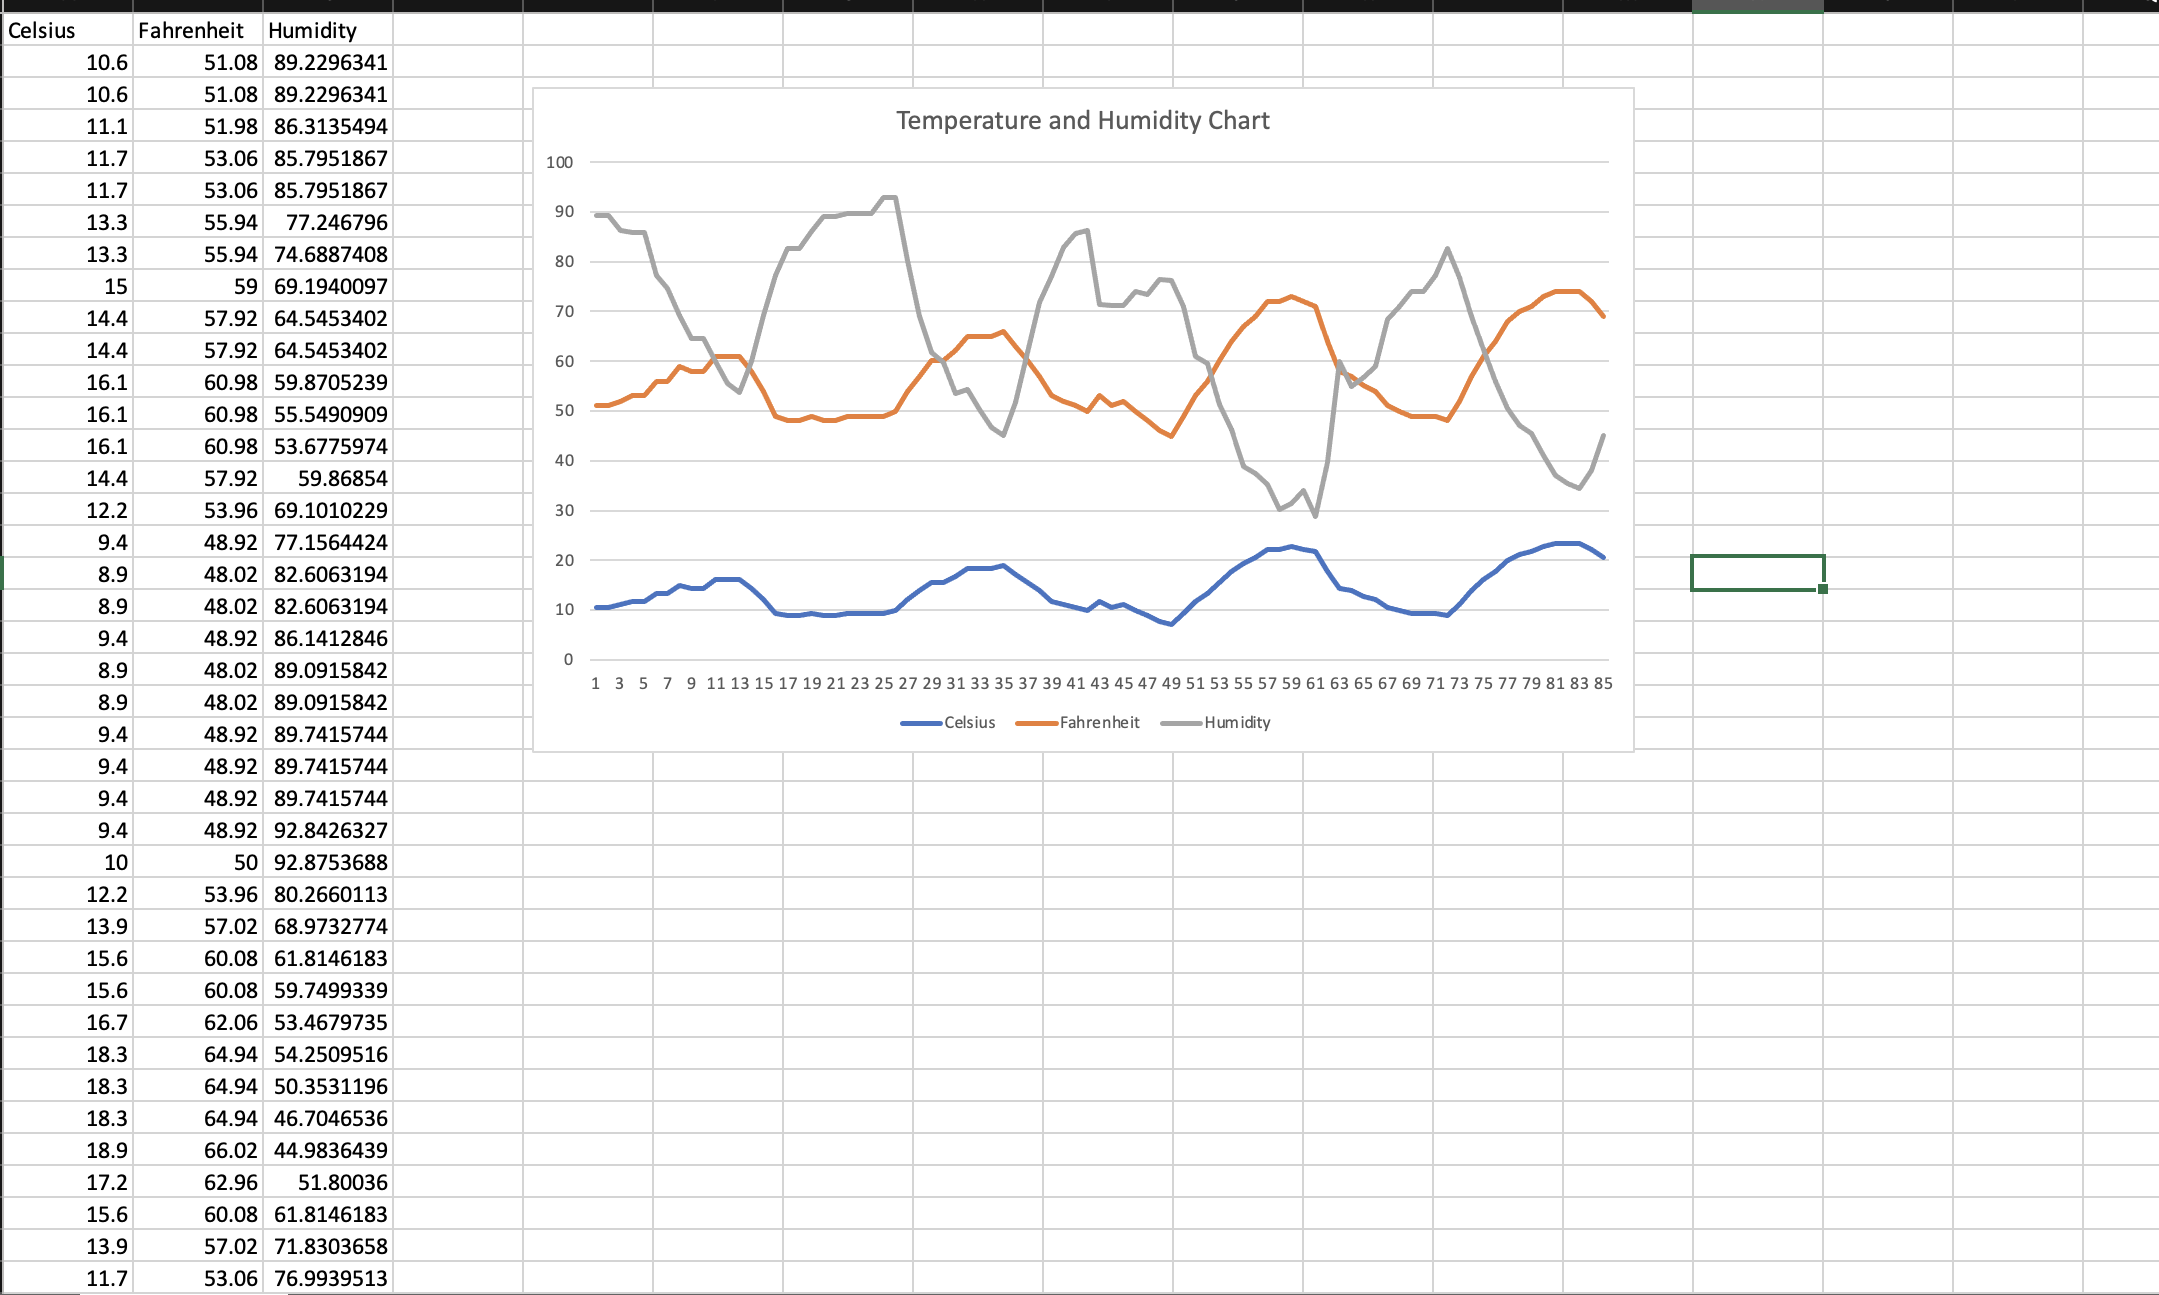 Celsius Fahrenheit Humidity
10.6 51.08 89.2296341
10.6 51.08 89.2296341
11.1 51.98 86.3135494
11.7 53.06 85.7951867
11.7 53.06 85.7951867
13.3 55.94 77.246796
13.3 55.94 74.6887408
15 59 69.1940097
14.4 57.92 64.5453402
14.4 57.92 64.5453402
16.1 60.98 59.8705239
16.1 60.98 55.5490909
16.1 60.98 53.6775974
14.4 57.92 59.86854
12.2 53.96 69.1010229
9.4 48.92 77.1564424
8.9 48.02 82.6063194
8.9 48.02 82.6063194
9.4 48.92 86.1412846
8.9 48.02 89.0915842
8.9 48.02 89.0915842
9.4 48.92 89.7415744
9.4 48.92 89.7415744
9.4 48.92 89.7415744
9.4 48.92 92.8426327
10 50 92.8753688
12.2 53.96 80.2660113
13.9 57.02 68.9732774
15.6 60.08 61.8146183
15.6 60.08 59.7499339
16.7 62.06 53.4679735
18.3 64.94 54.2509516
18.3 64.94 50.3531196
18.3 64.94 46.7046536
18.9 66.02 44.9836439
17.2 62.96 51.80036
15.6 60.08 61.8146183
13.9 57.02 71.8303658
11.7 53.06 76.9939513
Temperature and Humidity Chart
100
90
80
70
60
50
40
30
20
10
0
1 3 5 7 9 11 13 15 17 19 21 23 25 27 29 31 33 35 37 39 41 43 45 47 49 51 53 55 57 59 61 63 65 67 69 71 73 75 77 79 81 83 85
Celsius Fahrenheit Humidity